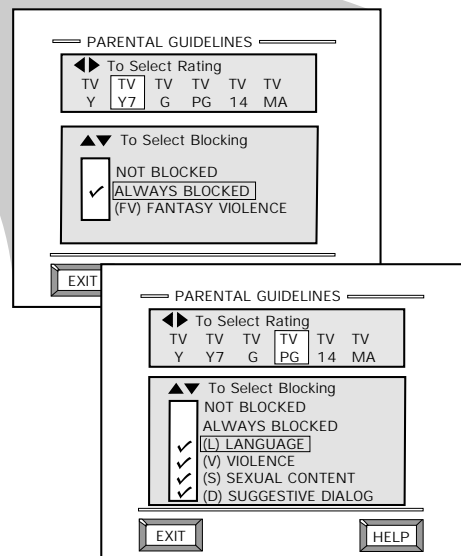 PARENTAL GUIDELINES
◀▶ To Select Rating
TV TV TV TV TV TV
Y Y7 G PG 14 MA
▲▼ To Select Blocking
NOT BLOCKED
✓ ALWAYS BLOCKED
(FV) FANTASY VIOLENCE
EXIT
PARENTAL GUIDELINES
◀▶ To Select Rating
TV TV TV TV TV TV
Y Y7 G PG 14 MA
▲▼ To Select Blocking
NOT BLOCKED
ALWAYS BLOCKED
✓ (L) LANGUAGE
✓ (V) VIOLENCE
✓ (S) SEXUAL CONTENT
✓ (D) SUGGESTIVE DIALOG
EXIT HELP